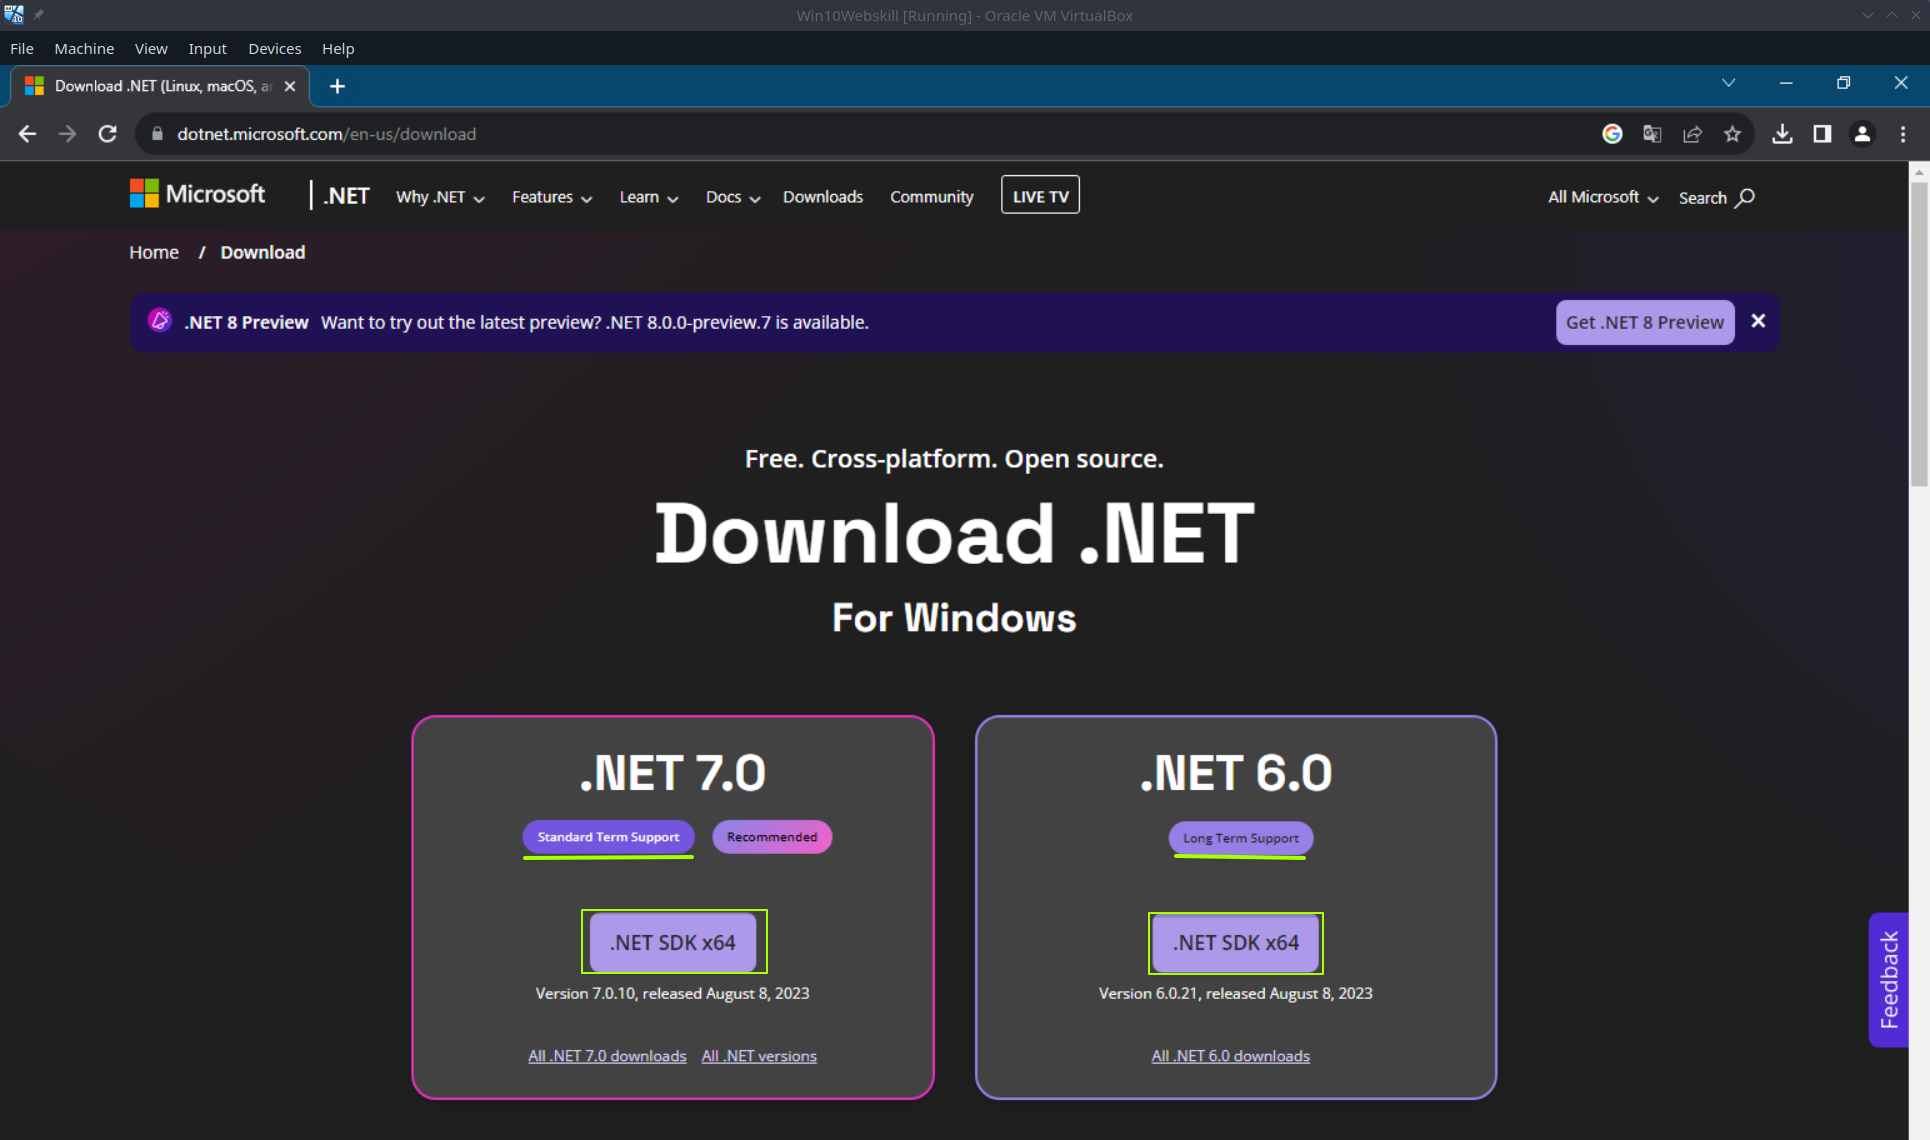 Win10Webskill [Running] - Oracle VM VirtualBox
File Machine View Input Devices Help
Download .NET (Linux, macOS, ar
dotnet.microsoft.com/en-us/download
Microsoft .NET Why .NET Features Learn Docs Downloads Community LIVE TV All Microsoft Search
Home / Download
.NET 8 Preview Want to try out the latest preview? .NET 8.0.0-preview.7 is available. Get .NET 8 Preview
Free. Cross-platform. Open source.
Download .NET
For Windows
.NET 7.0
Standard Term Support Recommended
.NET SDK x64
Version 7.0.10, released August 8, 2023
All .NET 7.0 downloads All .NET versions
.NET 6.0
Long Term Support
.NET SDK x64
Version 6.0.21, released August 8, 2023
All .NET 6.0 downloads
Feedback